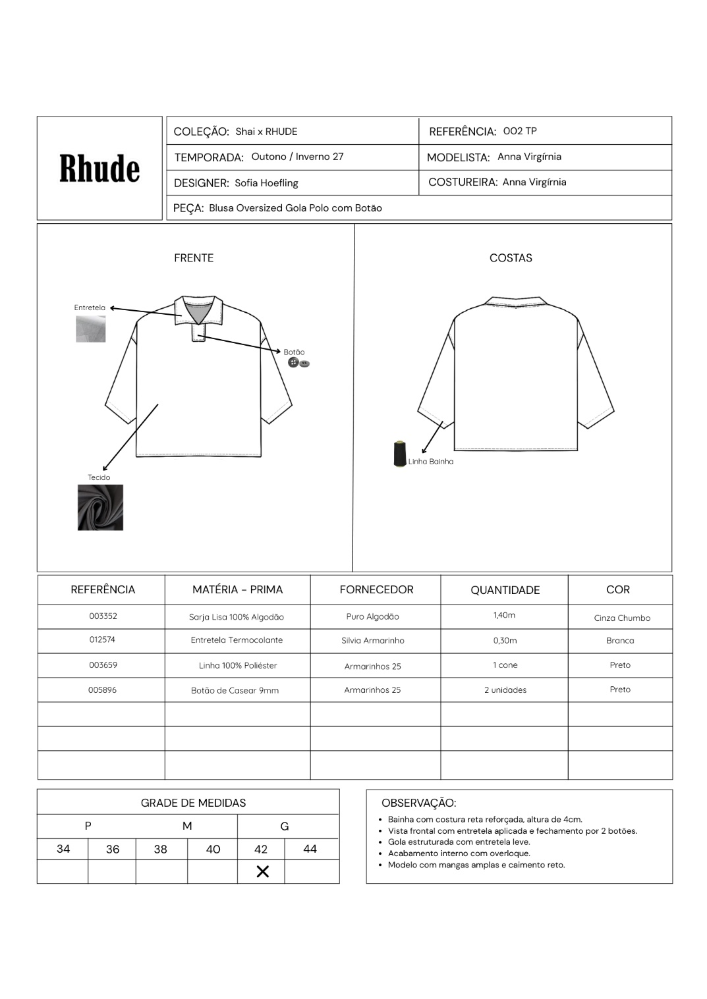 Rhude
COLEÇÃO: Shai x RHUDE
REFERÊNCIA: 002 TP
TEMPORADA: Outono / Inverno 27
MODELISTA: Anna Virgírnia
DESIGNER: Sofia Hoefling
COSTUREIRA: Anna Virgírnia
PEÇA: Blusa Oversized Gola Polo com Botão
FRENTE
Entretela
Botão
Tecido
COSTAS
Linha Bainha
REFERÊNCIA MATÉRIA - PRIMA FORNECEDOR QUANTIDADE COR
003352 Sarja Lisa 100% Algodão Puro Algodão 1,40m Cinza Chumbo
012574 Entretela Termocolante Silvia Armarinho 0,30m Branca
003659 Linha 100% Poliéster Armarinhos 25 1 cone Preto
005896 Botão de Casear 9mm Armarinhos 25 2 unidades Preto
GRADE DE MEDIDAS
P M G
34 36 38 40 42 44
X
OBSERVAÇÃO:
• Bainha com costura reta reforçada, altura de 4cm.
• Vista frontal com entretela aplicada e fechamento por 2 botões.
• Gola estruturada com entretela leve.
• Acabamento interno com overloque.
• Modelo com mangas amplas e caimento reto.